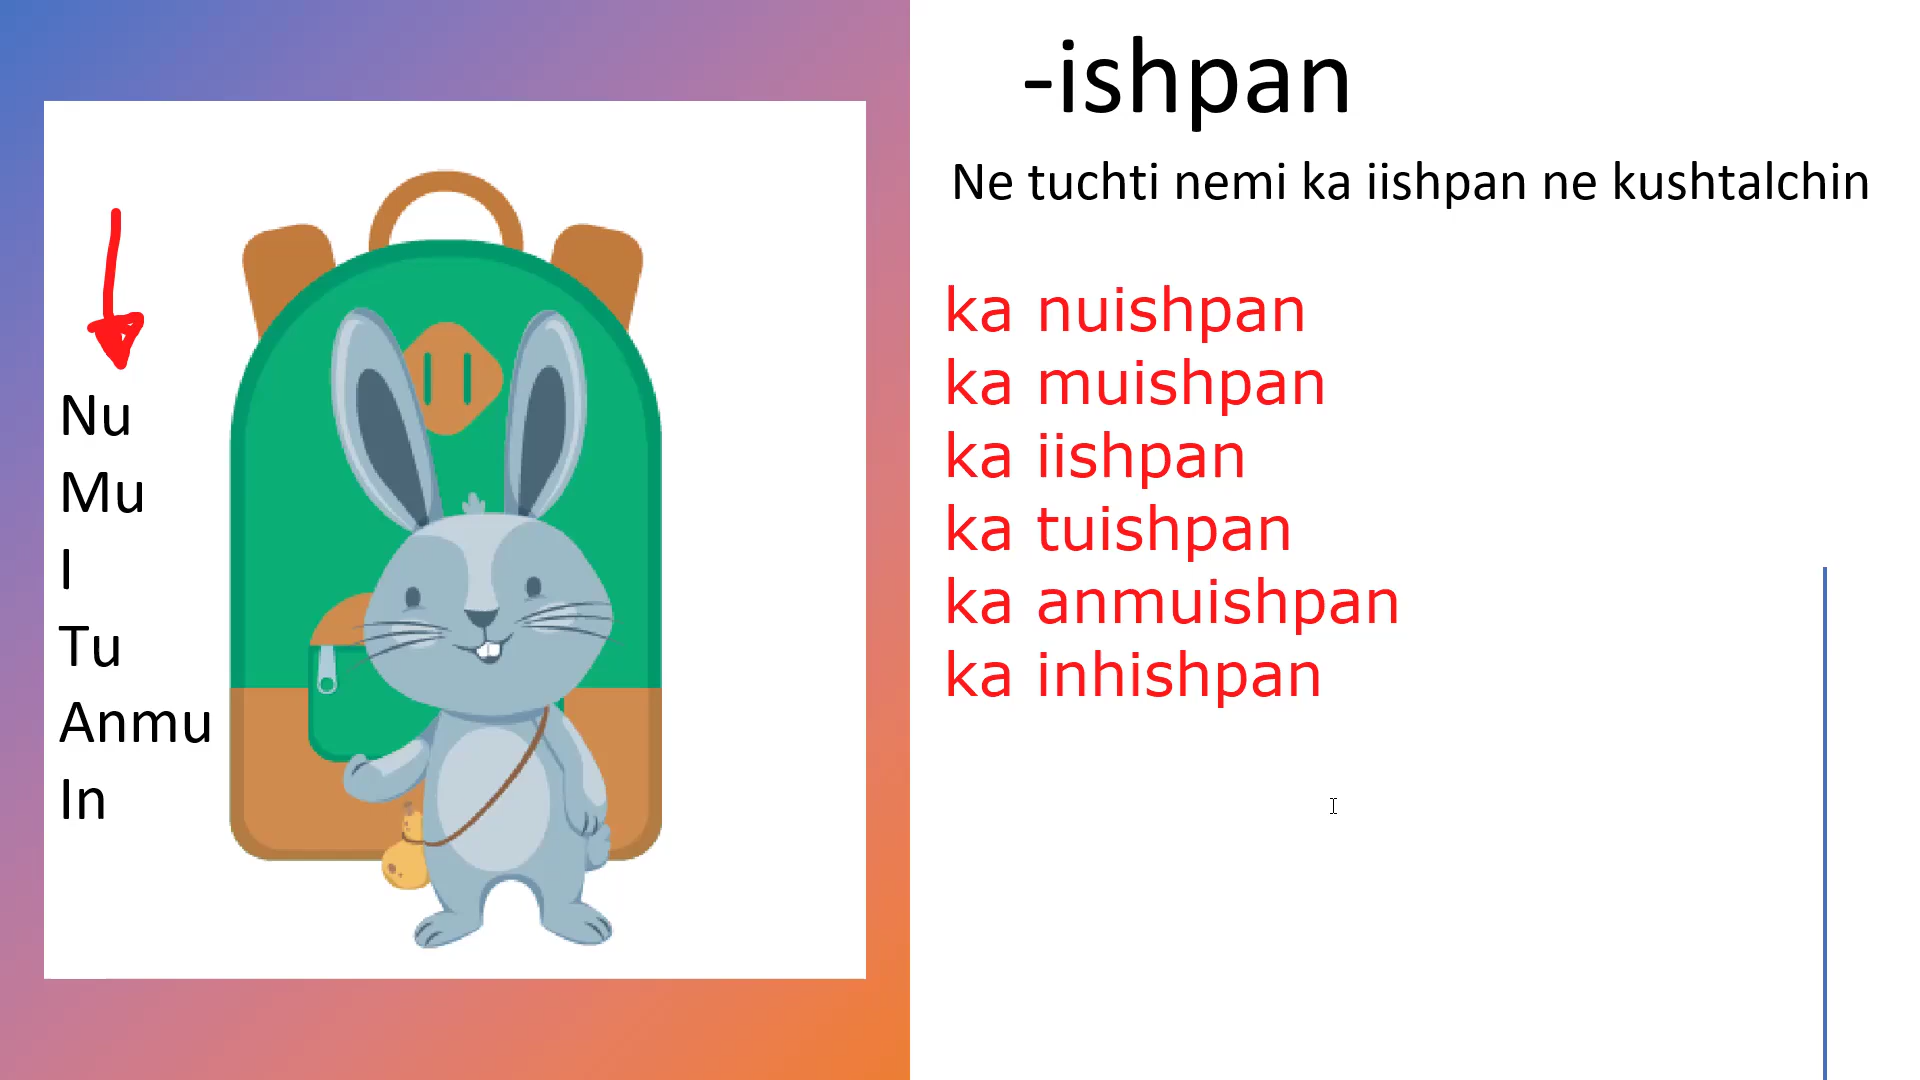 -ishpan
Ne tuchti nemi ka iishpan ne kushtalchin
Nu
Mu
I
Tu
Anmu
In
ka nuishpan
ka muishpan
ka iishpan
ka tuishpan
ka anmuishpan
ka inhishpan